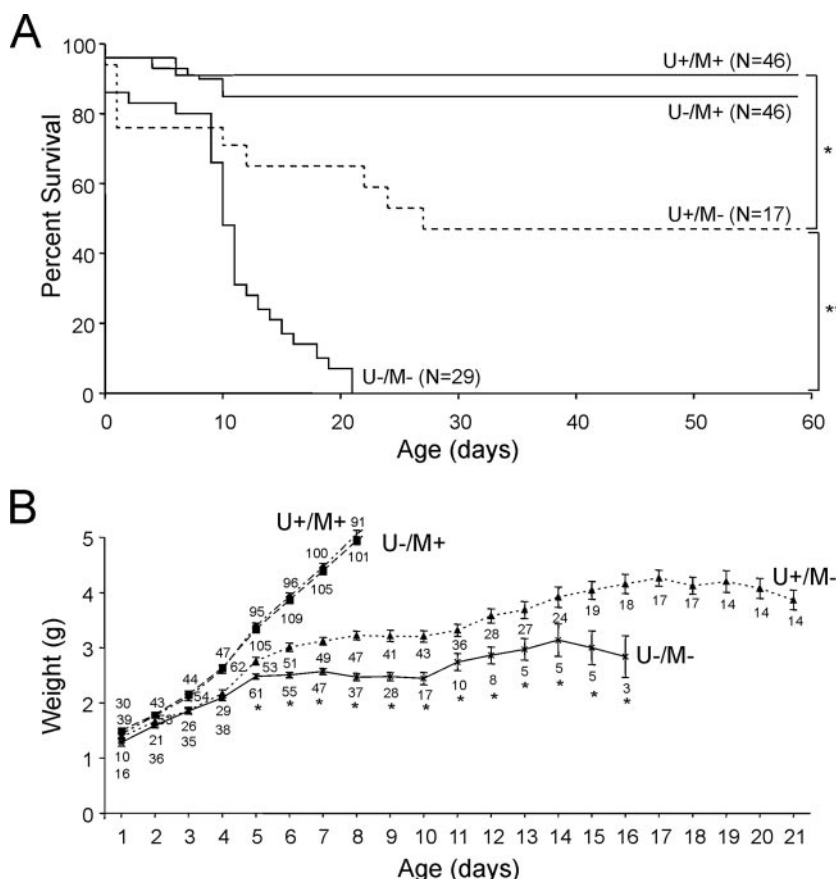 A
100
80
60
40
20
0
Percent Survival
U+/M+ (N=46)
U-/M+ (N=46)
U+/M- (N=17)
U-/M- (N=29)
*
*
0 10 20 30 40 50 60
Age (days)
B
5
4
3
2
1
0
Weight (g)
U+/M+
U-/M+
U+/M-
U-/M-
30 43 44 47 95 96 100 91
39 58 54 62 105 109 105 101
10 21 26 29 53 51 49 47 41 43 36 28 27 24 19 18 17 17 14 14 14
16 36 35 38 61 55 47 37 28 17 10 8 5 5 5 3
* * * * * * * * * * * *
1 2 3 4 5 6 7 8 9 10 11 12 13 14 15 16 17 18 19 20 21
Age (days)